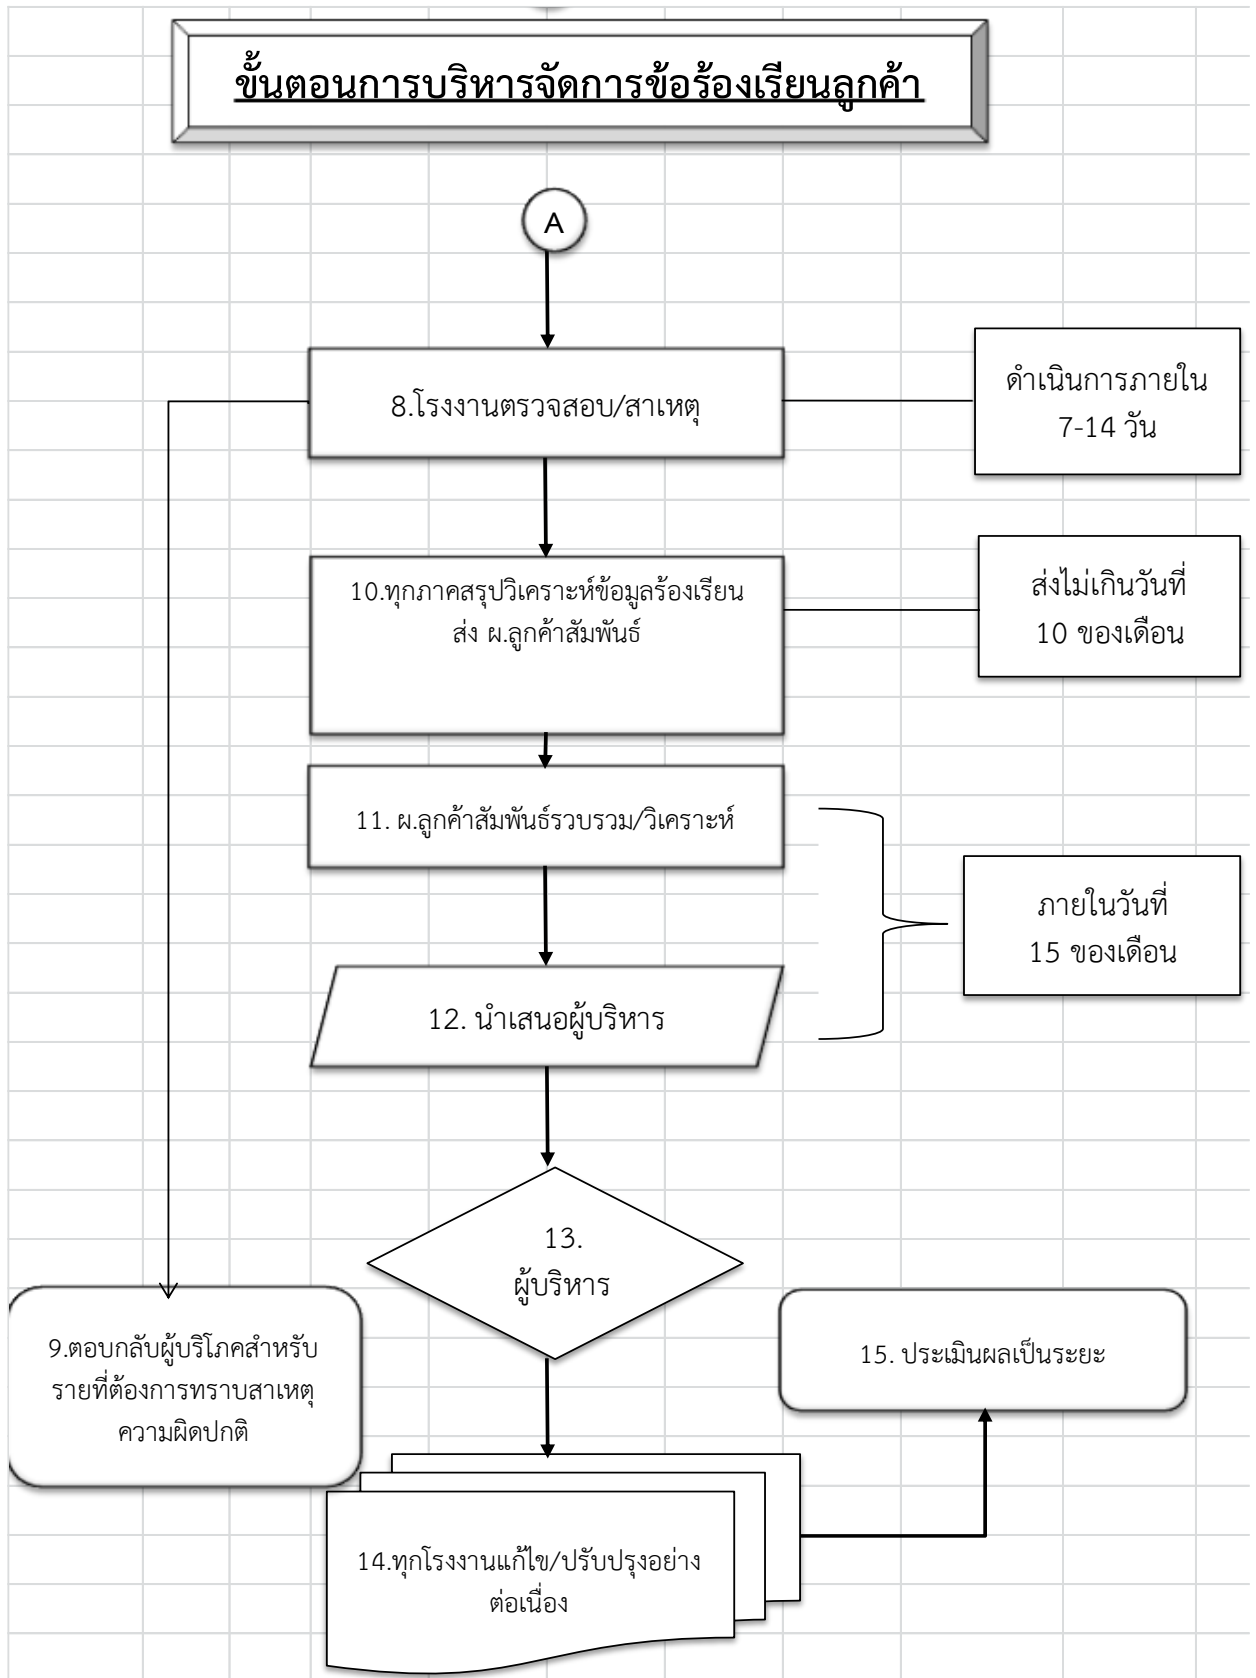 ขั้นตอนการบริหารจัดการข้อร้องเรียนลูกค้า
A
8.โรงงานตรวจสอบ/สาเหตุ
ดำเนินการภายใน
7-14 วัน
10.ทุกภาคสรุปวิเคราะห์ข้อมูลร้องเรียน
ส่ง ผ.ลูกค้าสัมพันธ์
ส่งไม่เกินวันที่
10 ของเดือน
11. ผ.ลูกค้าสัมพันธ์รวบรวม/วิเคราะห์
ภายในวันที่
15 ของเดือน
12. นำเสนอผู้บริหาร
13.
ผู้บริหาร
9.ตอบกลับผู้บริโภคสำหรับ
รายที่ต้องการทราบสาเหตุ
ความผิดปกติ
15. ประเมินผลเป็นระยะ
14.ทุกโรงงานแก้ไข/ปรับปรุงอย่าง
ต่อเนื่อง